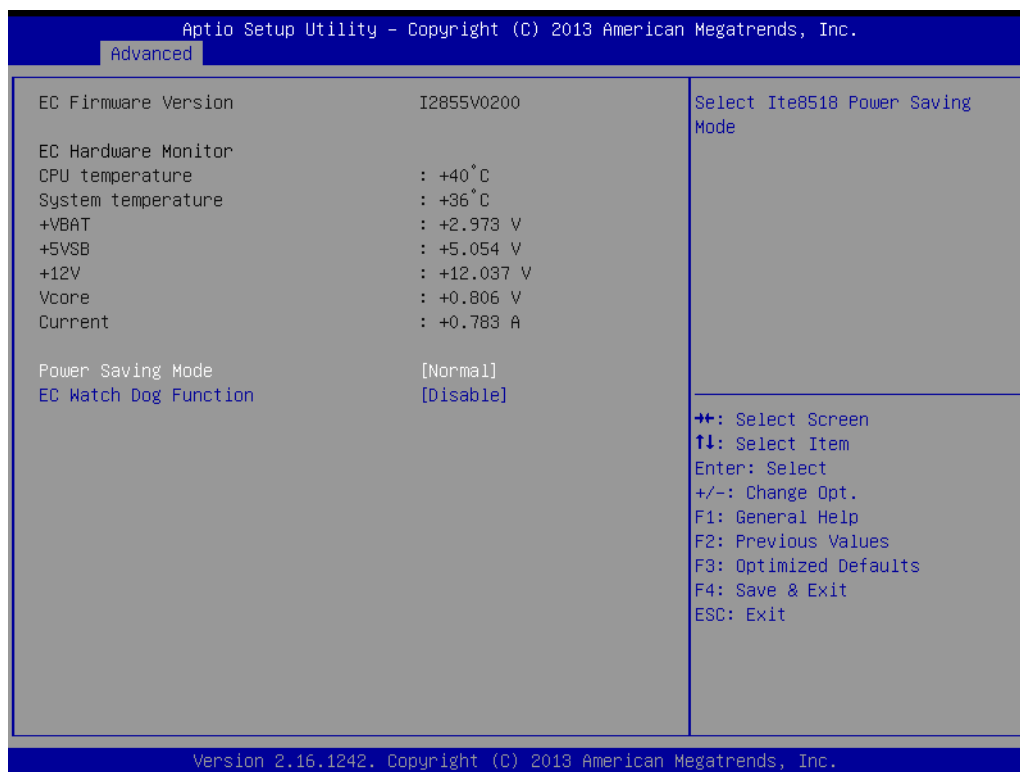 Aptio Setup Utility – Copyright (C) 2013 American Megatrends, Inc.
Advanced
EC Firmware Version I2855V0200
EC Hardware Monitor
CPU temperature : +40°C
System temperature : +36°C
+VBAT : +2.973 V
+5VSB : +5.054 V
+12V : +12.037 V
Vcore : +0.806 V
Current : +0.783 A
Power Saving Mode [Normal]
EC Watch Dog Function [Disable]
Select Ite8518 Power Saving
Mode
→←: Select Screen
↑↓: Select Item
Enter: Select
+/-: Change Opt.
F1: General Help
F2: Previous Values
F3: Optimized Defaults
F4: Save & Exit
ESC: Exit
Version 2.16.1242. Copyright (C) 2013 American Megatrends, Inc.